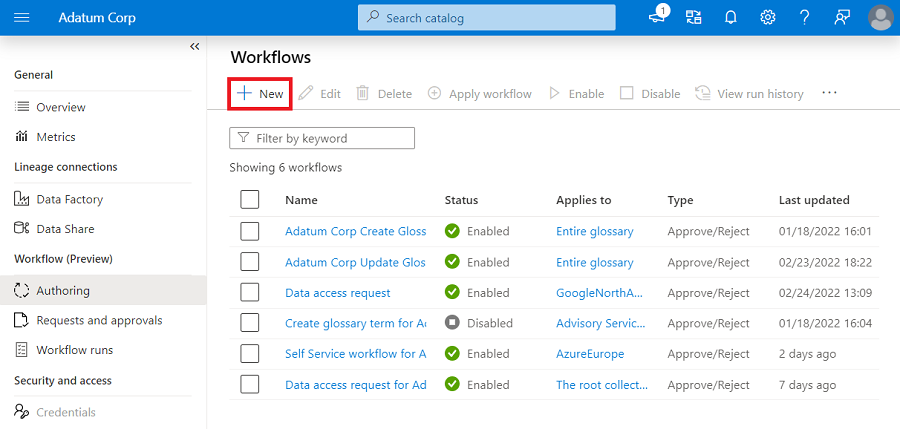 Adatum Corp
Search catalog
1
General
Overview
Metrics
Lineage connections
Data Factory
Data Share
Workflow (Preview)
Authoring
Requests and approvals
Workflow runs
Security and access
Credentials
Workflows
New Edit Delete Apply workflow Enable Disable View run history ...
Filter by keyword
Showing 6 workflows
Name Status Applies to Type Last updated
Adatum Corp Create Gloss Enabled Entire glossary Approve/Reject 01/18/2022 16:01
Adatum Corp Update Glos Enabled Entire glossary Approve/Reject 02/23/2022 18:22
Data access request Enabled GoogleNorthA... Approve/Reject 02/24/2022 13:09
Create glossary term for Ad Disabled Advisory Servic... Approve/Reject 01/18/2022 16:04
Self Service workflow for A Enabled AzureEurope Approve/Reject 2 days ago
Data access request for Ad Enabled The root collect... Approve/Reject 7 days ago